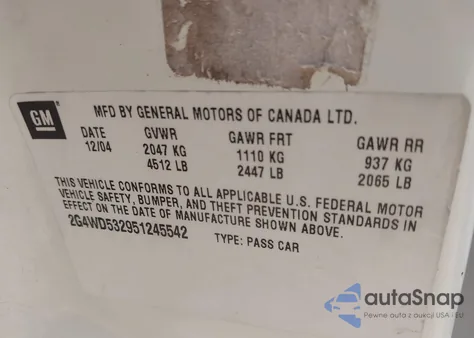 GM
MFD BY GENERAL MOTORS OF CANADA LTD.
DATE GVWR GAWR FRT GAWR RR
12/04 2047 KG 1110 KG 937 KG
4512 LB 2447 LB 2065 LB
THIS VEHICLE CONFORMS TO ALL APPLICABLE U.S. FEDERAL MOTOR
VEHICLE SAFETY, BUMPER, AND THEFT PREVENTION STANDARDS IN
EFFECT ON THE DATE OF MANUFACTURE SHOWN ABOVE.
2G4WD532951245542 TYPE: PASS CAR
autoSnap
Pewne auta z aukcji USA i EU